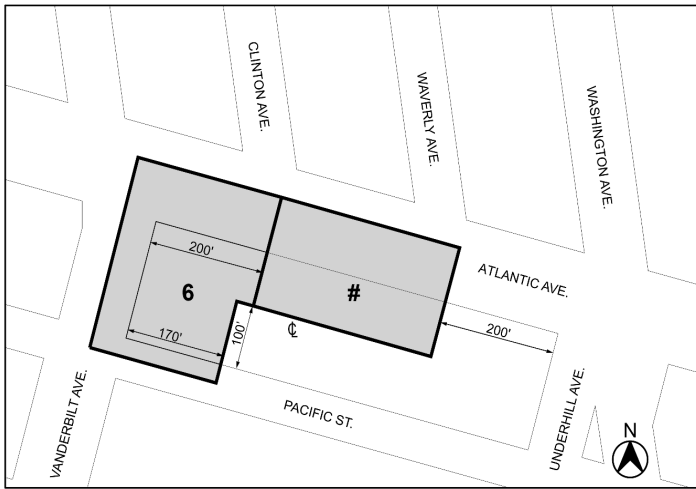 CLINTON AVE.
WAVERLY AVE.
WASHINGTON AVE.
200'
ATLANTIC AVE.
6
#
170'
100'
℄
200'
PACIFIC ST.
VANDERBILT AVE.
UNDERHILL AVE.
N